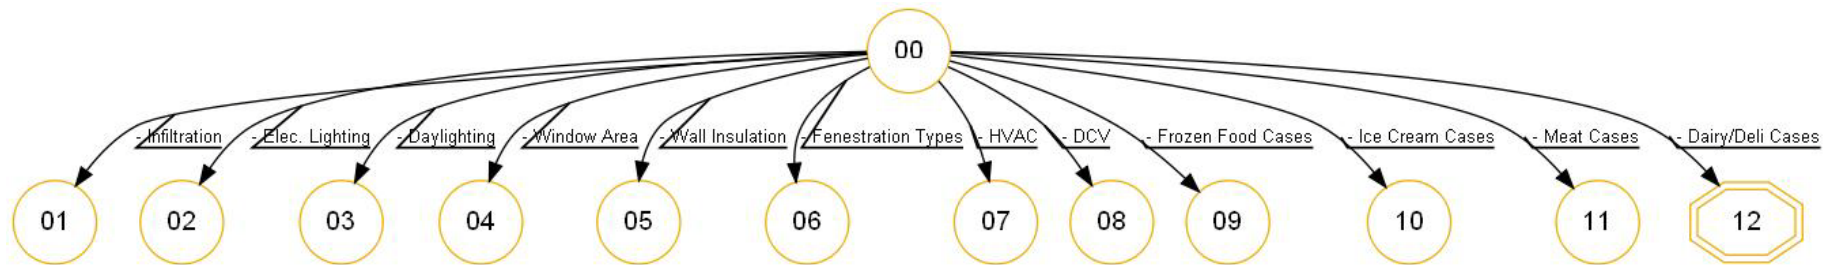 00
- Infiltration
- Elec. Lighting
- Daylighting
- Window Area
- Wall Insulation
- Fenestration Types
- HVAC
- DCV
- Frozen Food Cases
- Ice Cream Cases
- Meat Cases
- Dairy/Deli Cases
01
02
03
04
05
06
07
08
09
10
11
12